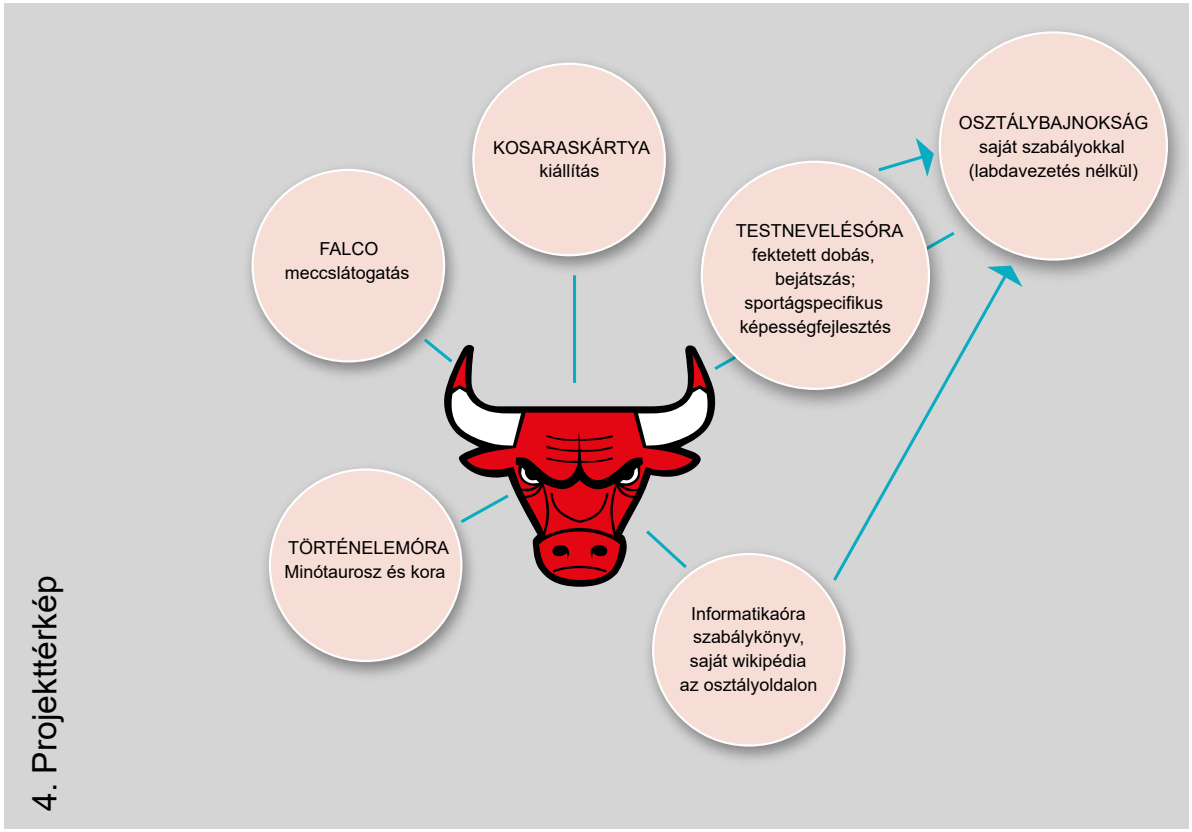 KOSARASKÁRTYA
kiállítás
OSZTÁLYBAJNOKSÁG
saját szabályokkal
(labdavezetés nélkül)
FALCO
meccslátogatás
TESTNEVELÉSÓRA
fektetett dobás,
bejátszás;
sportágspecifikus
képességfejlesztés
TÖRTÉNELEMÓRA
Minótaurosz és kora
Informatikaóra
szabálykönyv,
saját wikipédia
az osztályoldalon
4. Projekttérkép